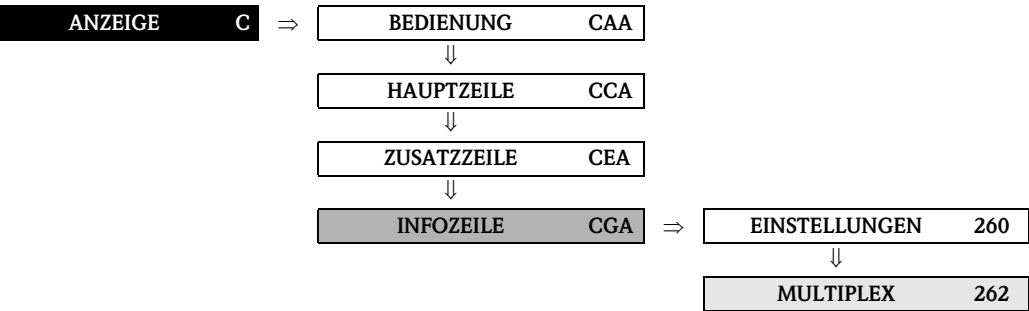 ANZEIGE C ⇒ BEDIENUNG CAA
⇓
HAUPTZEILE CCA
⇓
ZUSATZZEILE CEA
⇓
INFOZEILE CGA ⇒ EINSTELLUNGEN 260
⇓
MULTIPLEX 262